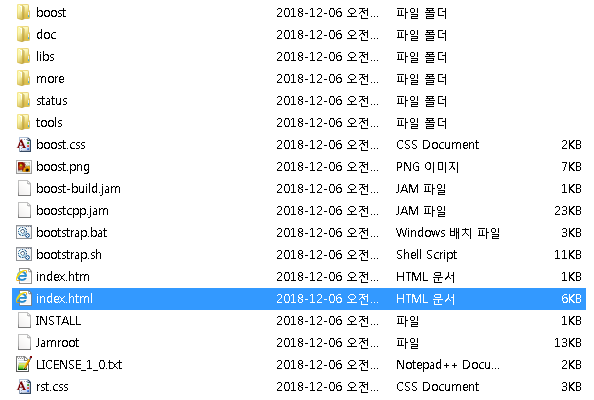 boost 2018-12-06 오전... 파일 폴더
doc 2018-12-06 오전... 파일 폴더
libs 2018-12-06 오전... 파일 폴더
more 2018-12-06 오전... 파일 폴더
status 2018-12-06 오전... 파일 폴더
tools 2018-12-06 오전... 파일 폴더
boost.css 2018-12-06 오전... CSS Document 2KB
boost.png 2018-12-06 오전... PNG 이미지 7KB
boost-build.jam 2018-12-06 오전... JAM 파일 1KB
boostcpp.jam 2018-12-06 오전... JAM 파일 23KB
bootstrap.bat 2018-12-06 오전... Windows 배치 파일 3KB
bootstrap.sh 2018-12-06 오전... Shell Script 11KB
index.htm 2018-12-06 오전... HTML 문서 1KB
index.html 2018-12-06 오전... HTML 문서 6KB
INSTALL 2018-12-06 오전... 파일 1KB
Jamroot 2018-12-06 오전... 파일 13KB
LICENSE_1_0.txt 2018-12-06 오전... Notepad++ Docu... 2KB
rst.css 2018-12-06 오전... CSS Document 3KB